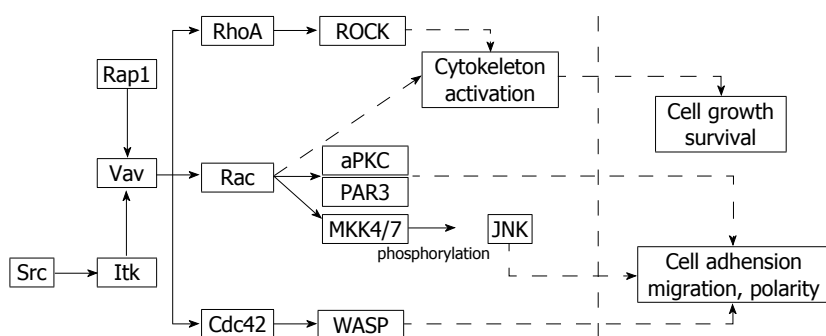 RhoA
ROCK
Rap1
Cytokeleton
activation
Cell growth
survival
Vav
Rac
aPKC
PAR3
MKK4/7
JNK
phosphorylation
Src
Itk
Cell adhension
migration, polarity
Cdc42
WASP